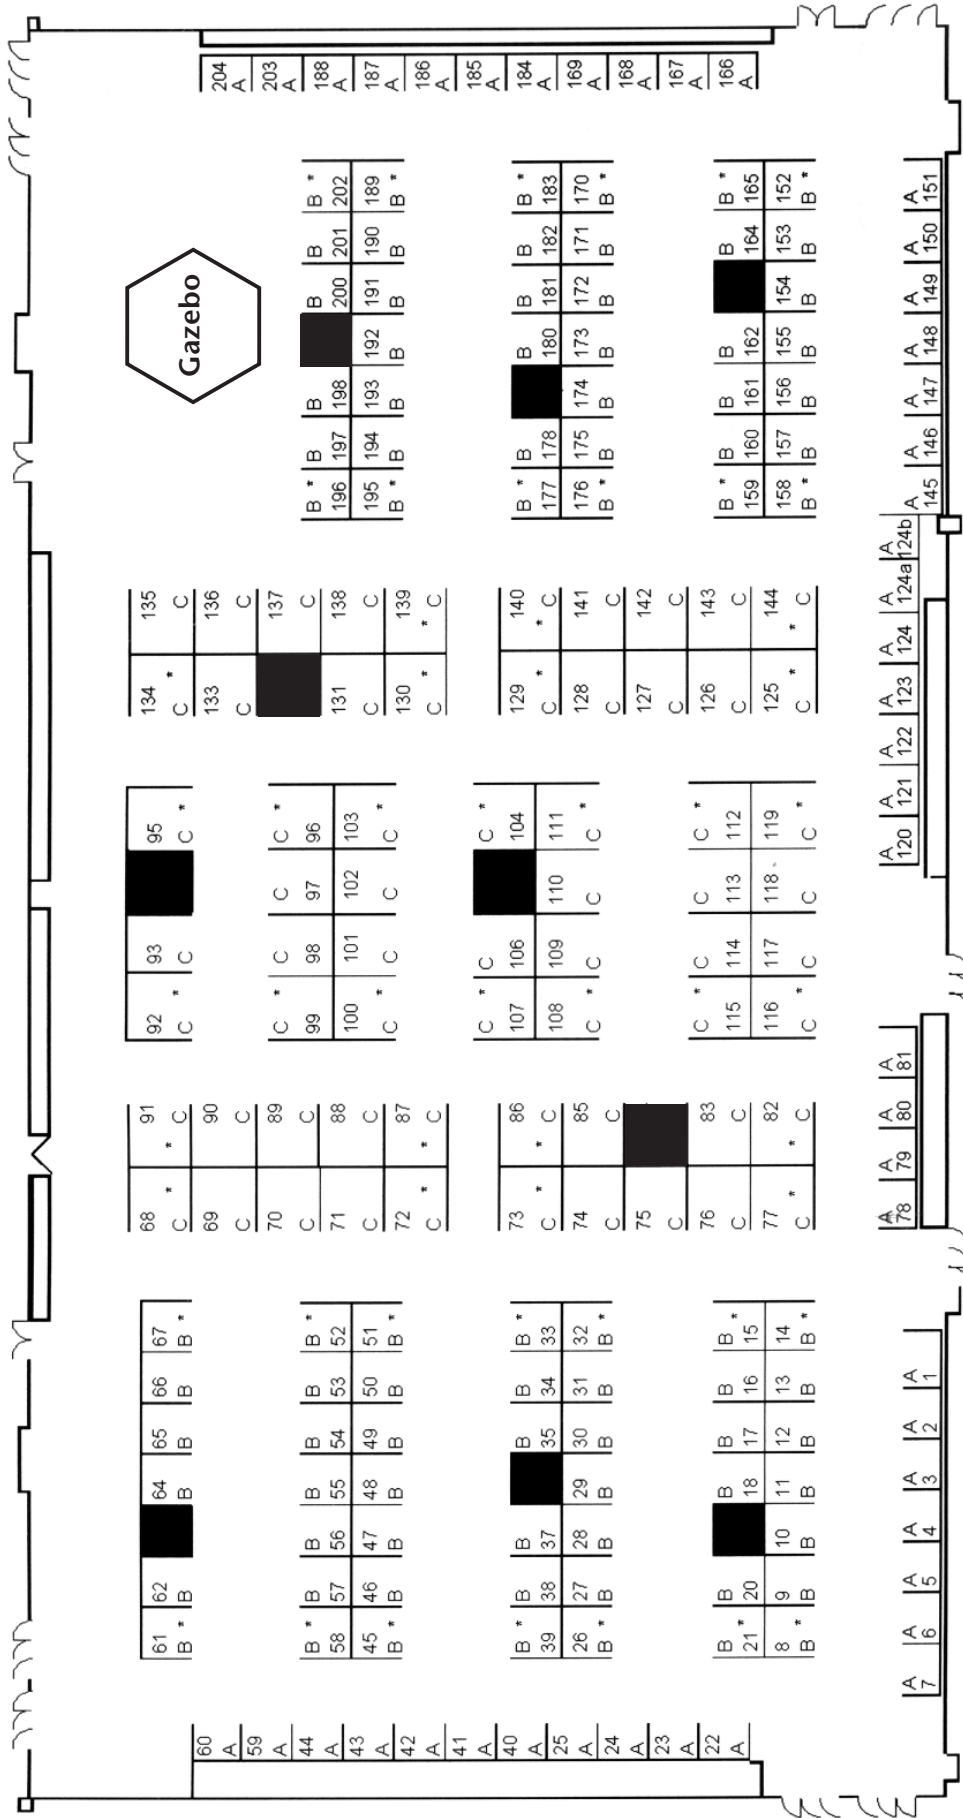 60
A
59
A
44
A
43
A
42
A
41
A
40
A
25
A
24
A
23
A
22
A
61 62 64 65 66 67
B * B B B B B *
B * B B B B B B *
58 57 56 55 54 53 52
45 46 47 48 49 50 51
B * B B B B B B *
B * B B B B B *
39 38 37 35 34 33
26 27 28 29 30 31 32
B * B B B B B B *
B B B B B B *
21 * 20 18 17 16 15
8 9 10 11 12 13 14
B * B B B B B B *
A A A A A A A
7 6 5 4 3 2 1
68 91
C * * C
69 90
C C
70 89
C C
71 88
C C
72 87
C * * C
73 86
C * * C
74 85
C C
75
C
76 83
C C
77 82
C * * C
A A A A
78 79 80 81
92 93 95
C * C C *
C * C C C *
99 98 97 96
100 101 102 103
C * C C C *
C * C C *
107 106 104
108 109 110 111
C * C C C *
C * C C C *
115 114 113 112
116 117 118 119
C * C C C *
134 135
C * C
133 136
C C
137
C
131 138
C C
130 139
C * * C
129 140
C * * C
128 141
C C
127 142
C C
126 143
C C
125 144
C * * C
A A A A A A A
120 121 122 123 124 124a 124b
Gazebo
B * B B B B B *
196 197 198 200 201 202
195 194 193 192 191 190 189
B * B B B B B B *
B * B B B B B *
177 178 180 181 182 183
176 175 174 173 172 171 170
B * B B B B B B *
B * B B B B B *
159 160 161 162 164 165
158 157 156 155 154 153 152
B * B B B B B B *
A A A A A A A
145 146 147 148 149 150 151
204
A
203
A
188
A
187
A
186
A
185
A
184
A
169
A
168
A
167
A
166
A